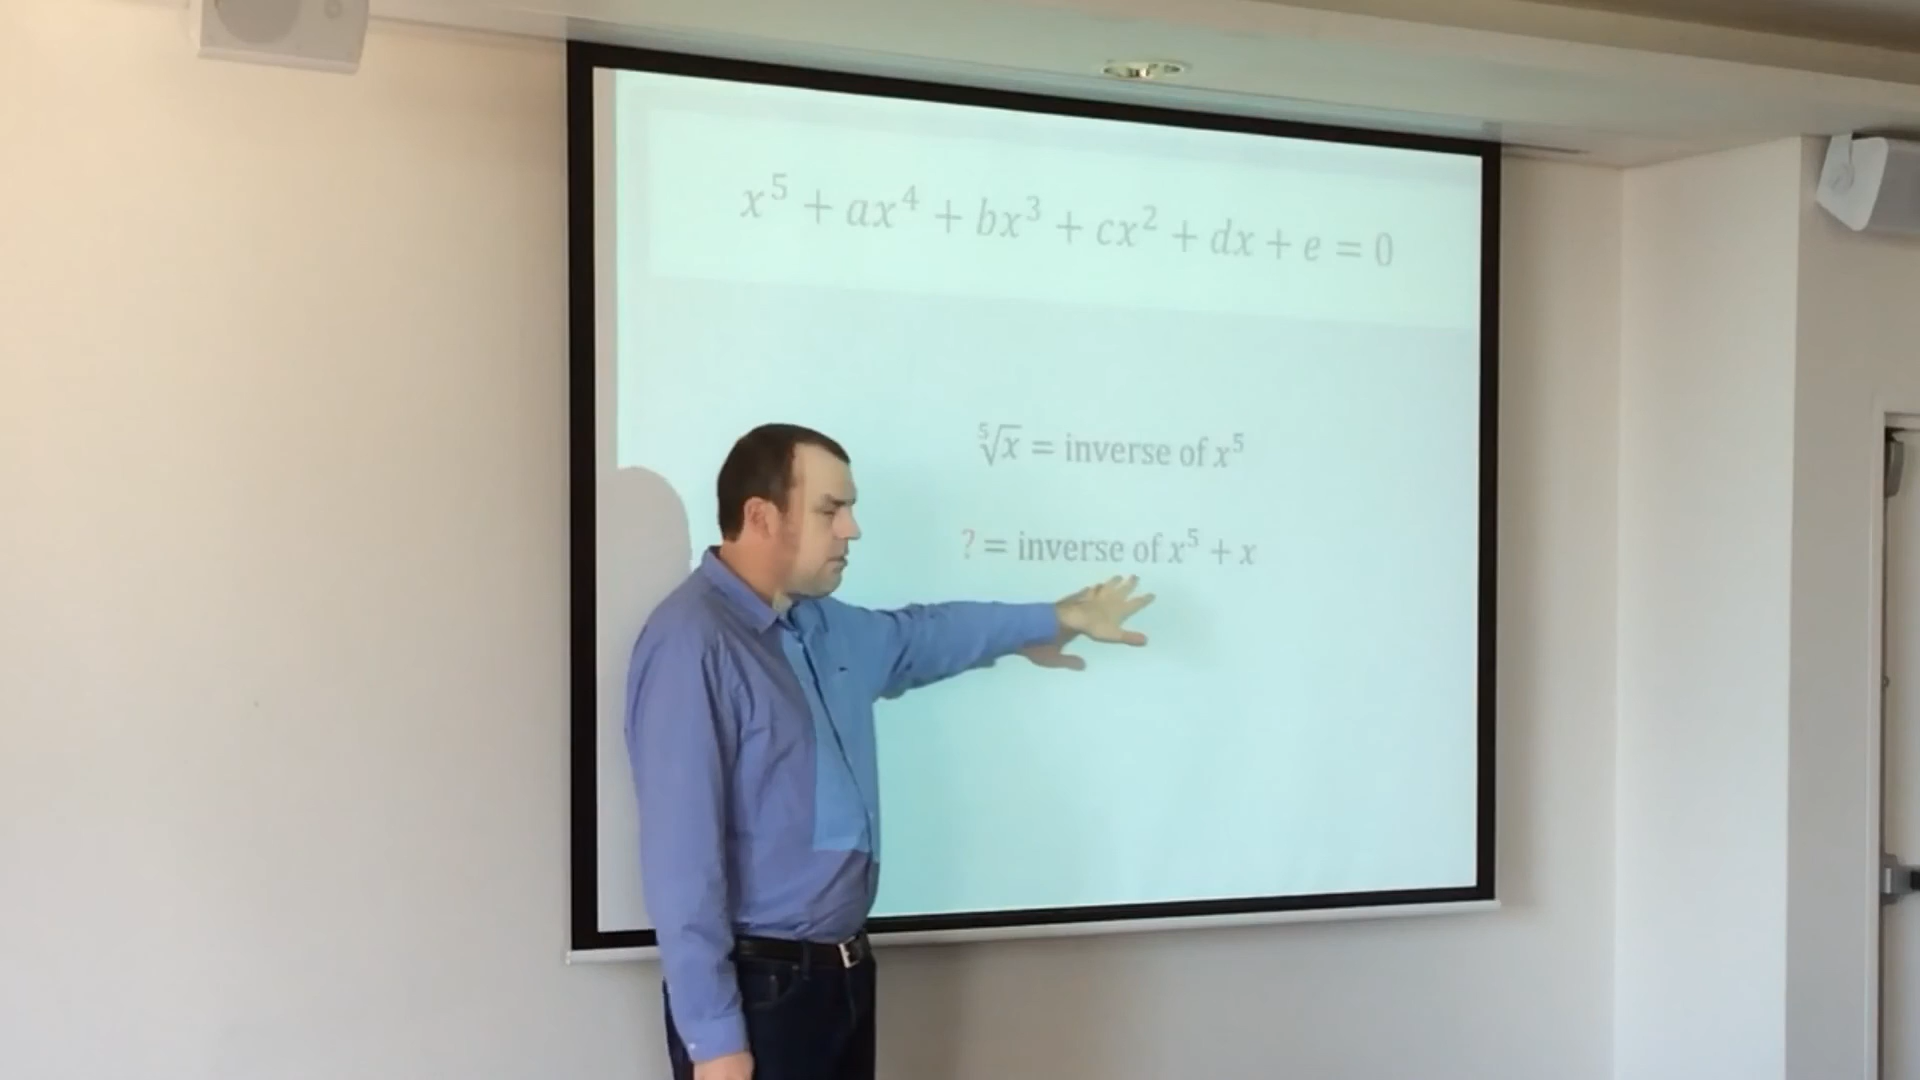 x⁵ + ax⁴ + bx³ + cx² + dx + e = 0
⁵√x = inverse of x⁵
? = inverse of x⁵ + x